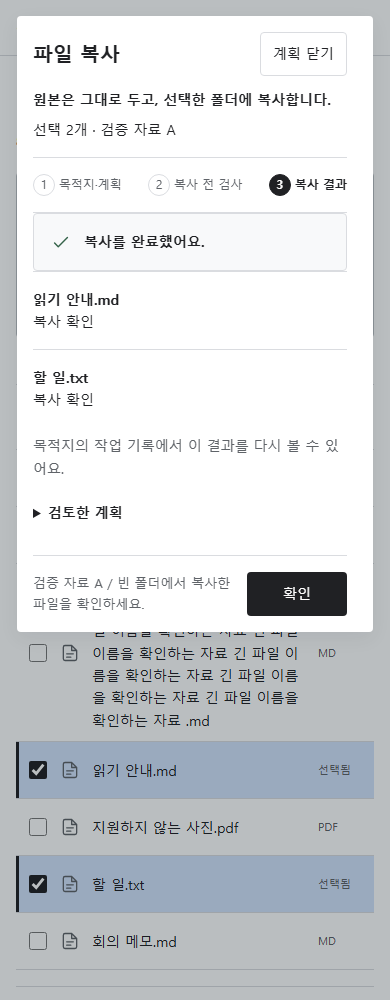 파일 복사
계획 닫기
원본은 그대로 두고, 선택한 폴더에 복사합니다.
선택 2개 · 검증 자료 A
1 목적지·계획
2 복사 전 검사
3 복사 결과
복사를 완료했어요.
읽기 안내.md
복사 확인
할 일.txt
복사 확인
목적지의 작업 기록에서 이 결과를 다시 볼 수 있
어요.
▶ 검토한 계획
검증 자료 A / 빈 폴더에서 복사한
파일을 확인하세요.
확인
이름을 확인하는 자료 긴 파일 이
MD
름을 확인하는 자료 긴 파일 이름
을 확인하는 자료 긴 파일 이름을
확인하는 자료 .md
읽기 안내.md
선택됨
지원하지 않는 사진.pdf
PDF
할 일.txt
선택됨
회의 메모.md
MD